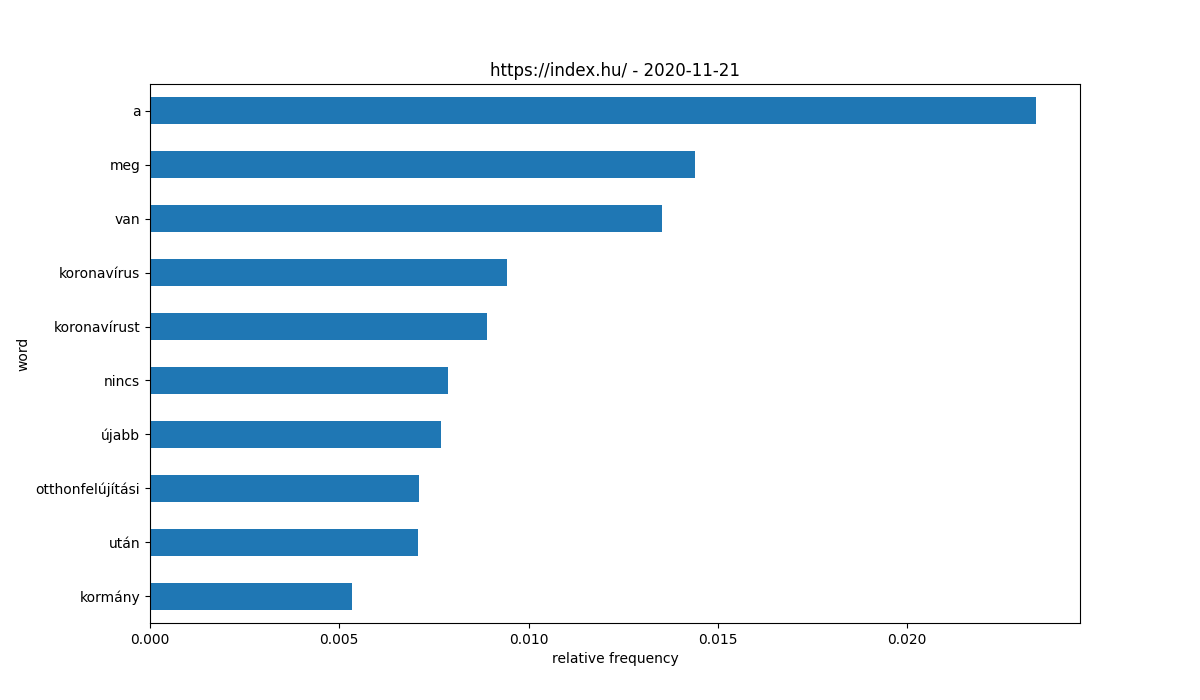 https://index.hu/ - 2020-11-21
a
meg
van
koronavírus
koronavírust
nincs
újabb
otthonfelújítási
után
kormány
word
0.000 0.005 0.010 0.015 0.020
relative frequency